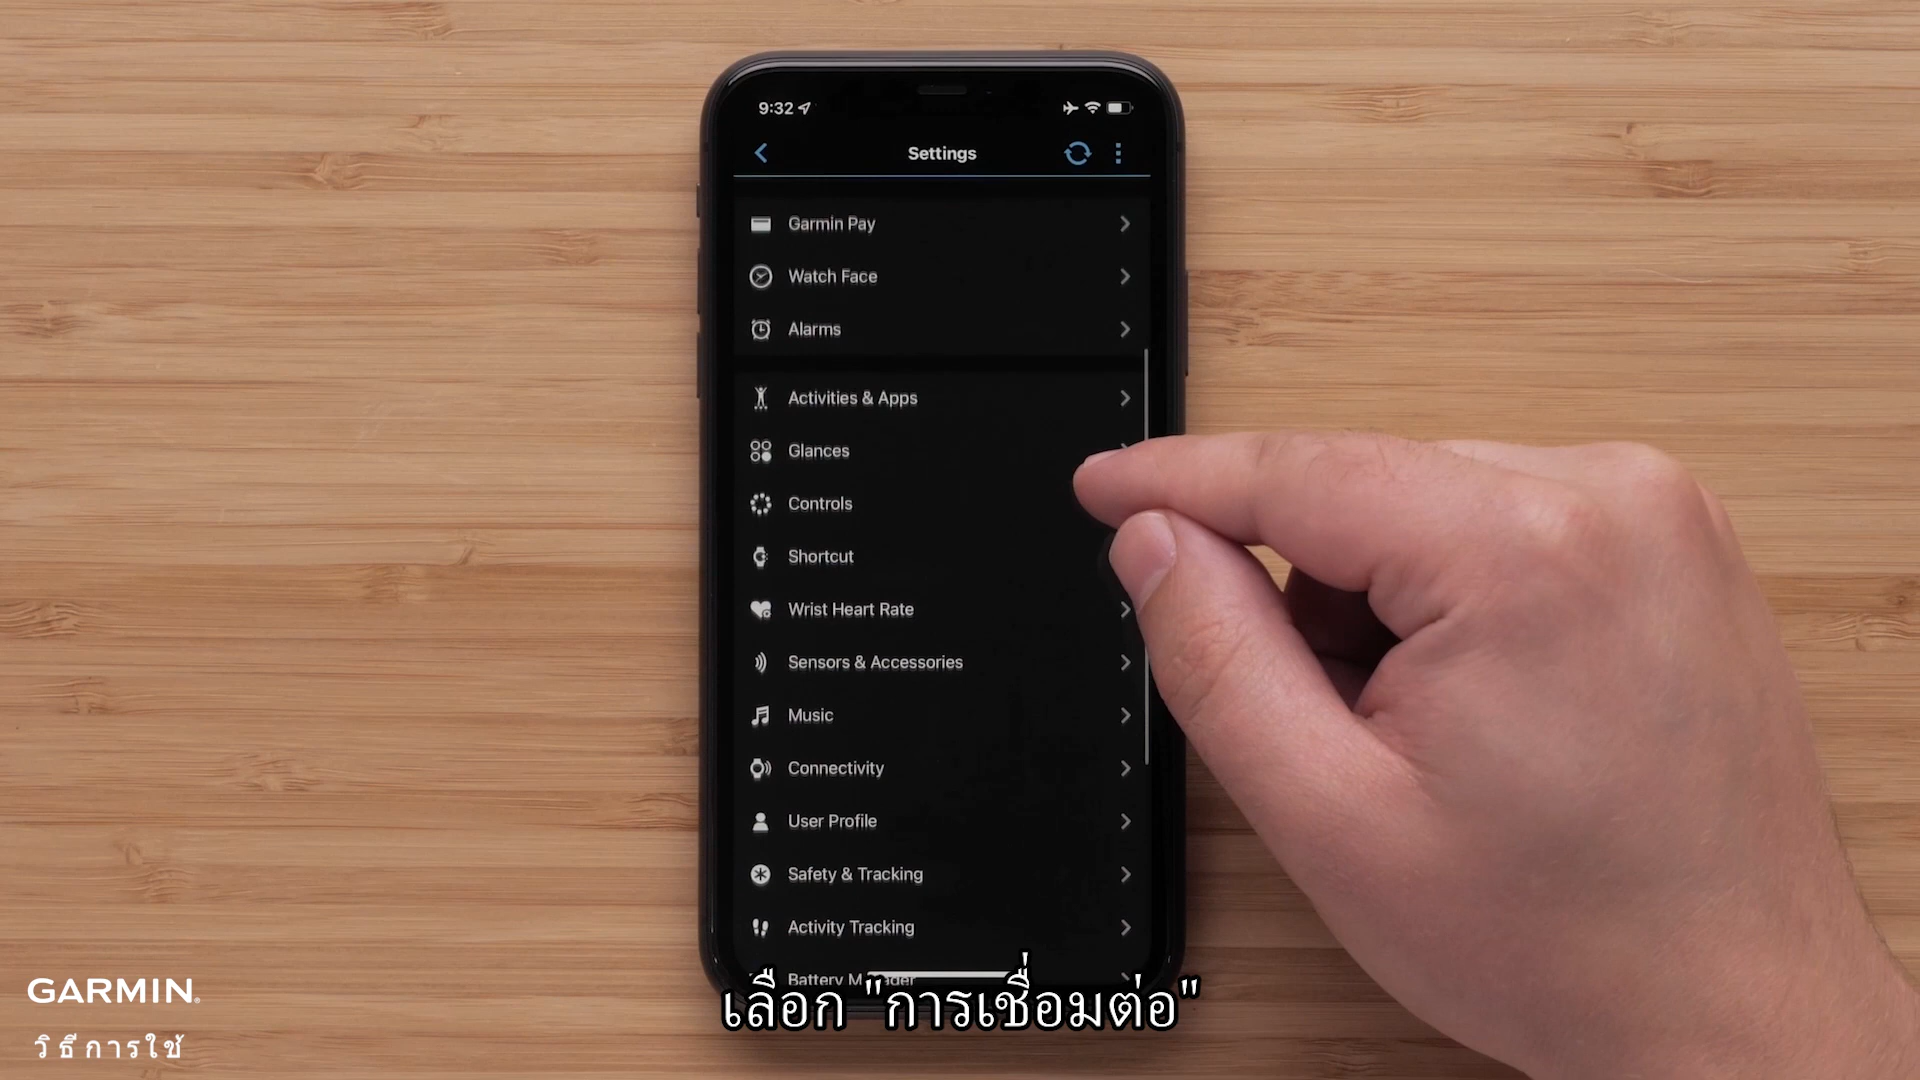 9:32
Settings
Garmin Pay
Watch Face
Alarms
Activities & Apps
Glances
Controls
Shortcut
Wrist Heart Rate
Sensors & Accessories
Music
Connectivity
User Profile
Safety & Tracking
Activity Tracking
Battery
เลือก "การเชื่อมต่อ"
GARMIN
วิธีการใช้